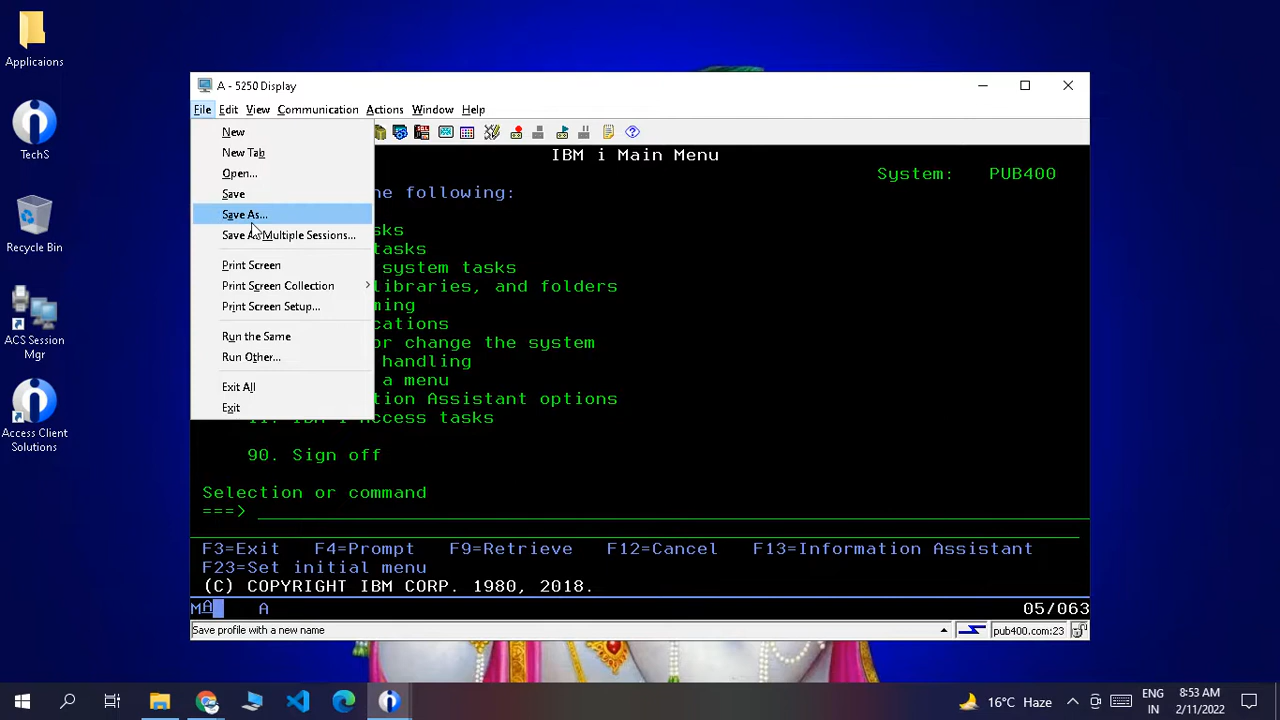 Applicaions
TechS
Recycle Bin
ACS Session
Mgr
Access Client
Solutions
A - 5250 Display
File Edit View Communication Actions Window Help
New
New Tab
Open...
Save
Save As...
Save As Multiple Sessions...
Print Screen
Print Screen Collection
Print Screen Setup...
Run the Same
Run Other...
Exit All
Exit
IBM i Main Menu
System: PUB400
he following:
ks
tasks
system tasks
libraries, and folders
ming
cations
or change the system
handling
a menu
tion Assistant options
11. IBM i Access tasks
90. Sign off
Selection or command
===>
F3=Exit F4=Prompt F9=Retrieve F12=Cancel F13=Information Assistant
F23=Set initial menu
(C) COPYRIGHT IBM CORP. 1980, 2018.
MA A 05/063
Save profile with a new name pub400.com:23
16°C Haze ENG 8:53 AM
IN 2/11/2022